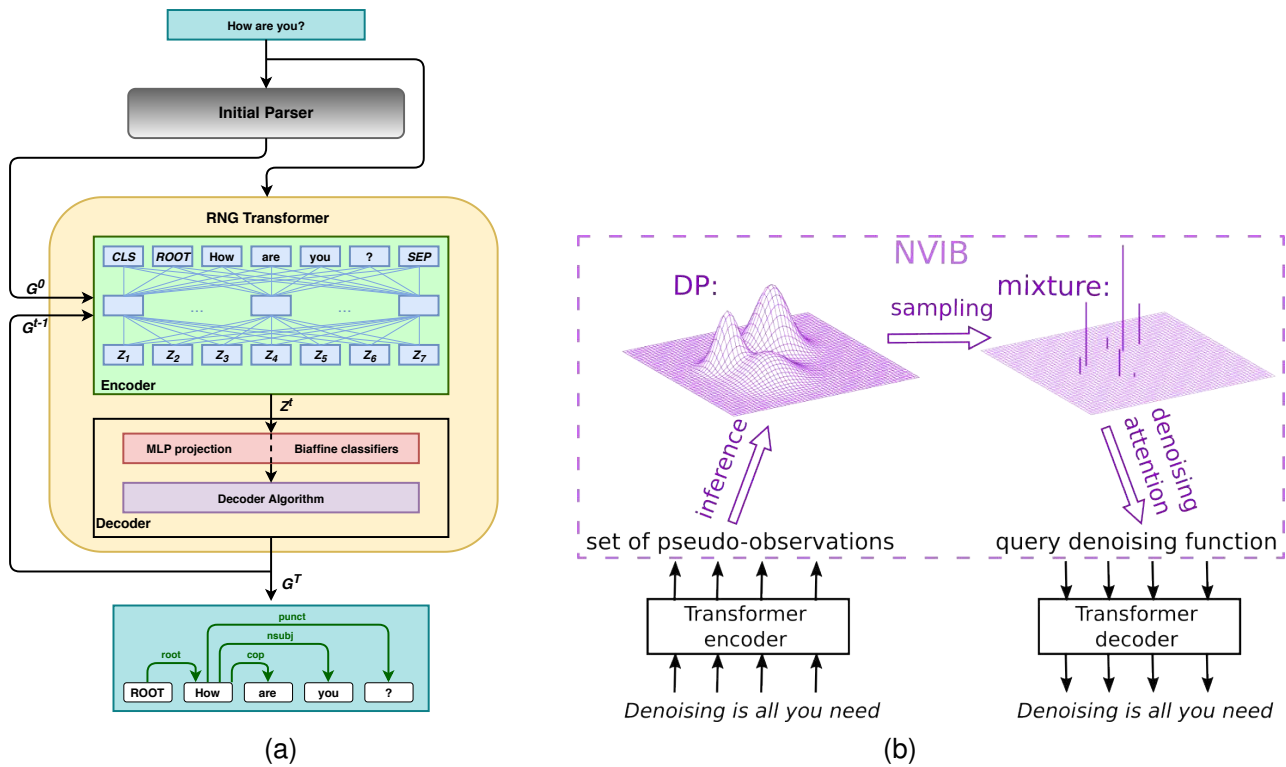 How are you?
Initial Parser
RNG Transformer
CLS ROOT How are you ? SEP
G0
... ...
Gt-1
Z1 Z2 Z3 Z4 Z5 Z6 Z7
Encoder
Zt
MLP projection Biaffine classifiers
Decoder Algorithm
Decoder
GT
punct
nsubj
root cop
ROOT How are you ?
(a)
NVIB
DP:
sampling
mixture:
inference
denoising
attention
set of pseudo-observations
query denoising function
Transformer
encoder
Transformer
decoder
Denoising is all you need
Denoising is all you need
(b)